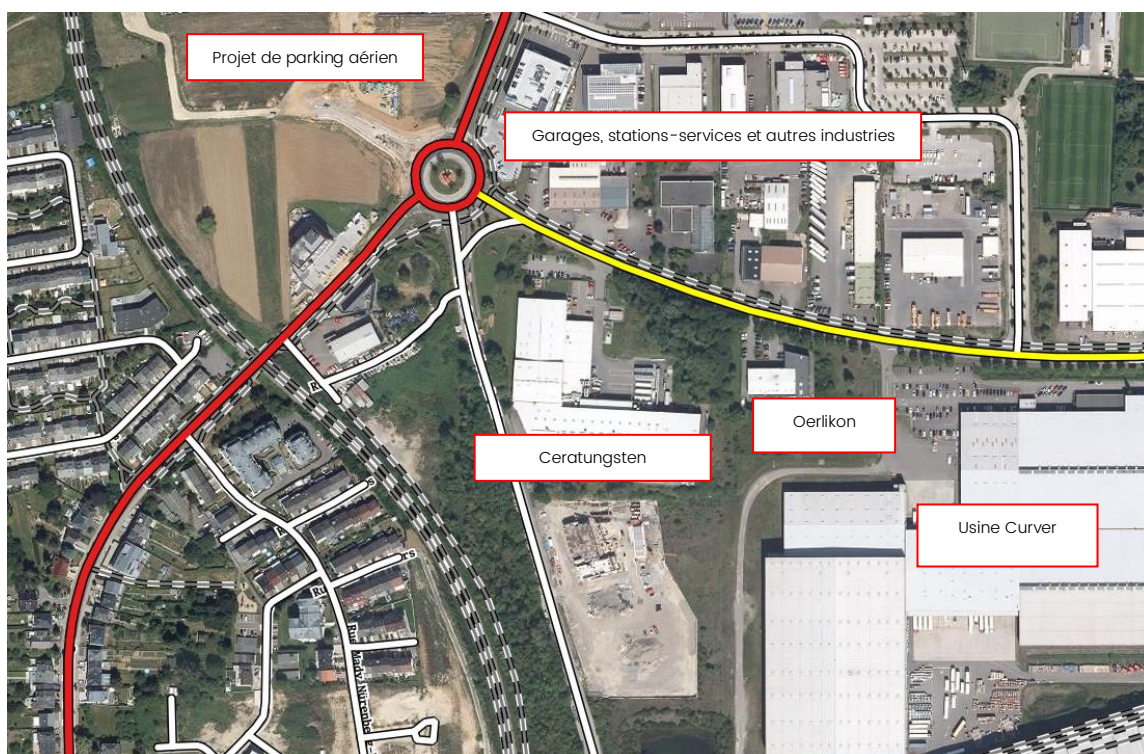 Projet de parking aérien
Garages, stations-services et autres industries
Oerlikon
Ceratungsten
Usine Curver